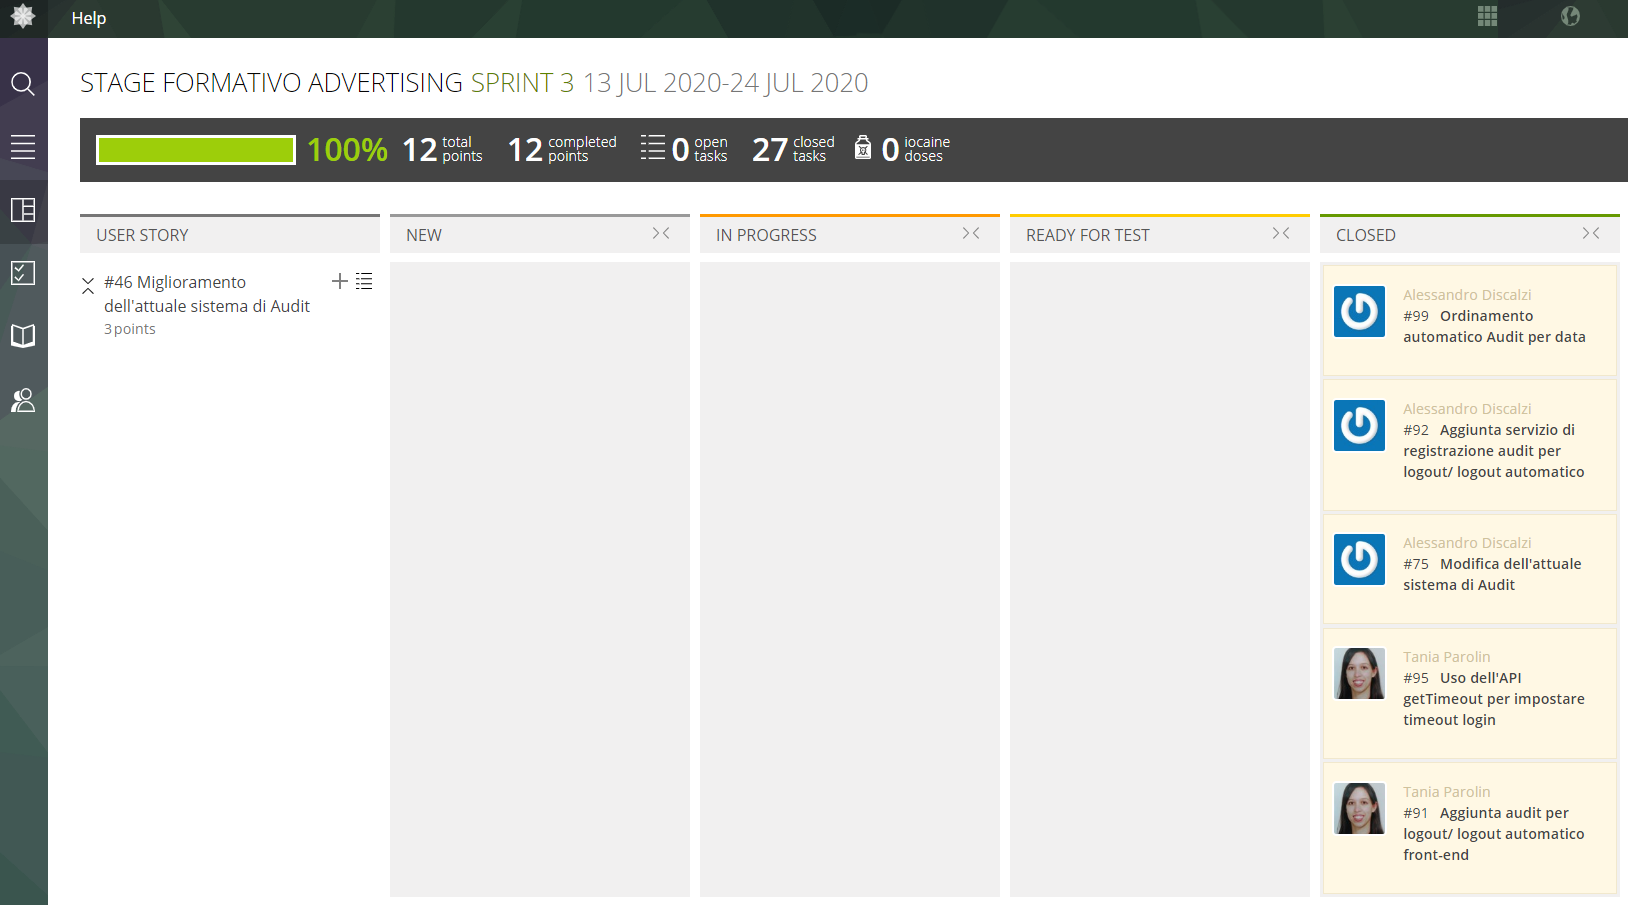 Help
STAGE FORMATIVO ADVERTISING SPRINT 3 13 JUL 2020-24 JUL 2020
100% 12 total points 12 completed points 0 open tasks 27 closed tasks 0 iocaine doses
USER STORY NEW IN PROGRESS READY FOR TEST CLOSED
#46 Miglioramento
dell'attuale sistema di Audit
3 points
Alessandro Discalzi
#99 Ordinamento
automatico Audit per data
Alessandro Discalzi
#92 Aggiunta servizio di
registrazione audit per
logout/ logout automatico
Alessandro Discalzi
#75 Modifica dell'attuale
sistema di Audit
Tania Parolin
#95 Uso dell'API
getTimeout per impostare
timeout login
Tania Parolin
#91 Aggiunta audit per
logout/ logout automatico
front-end